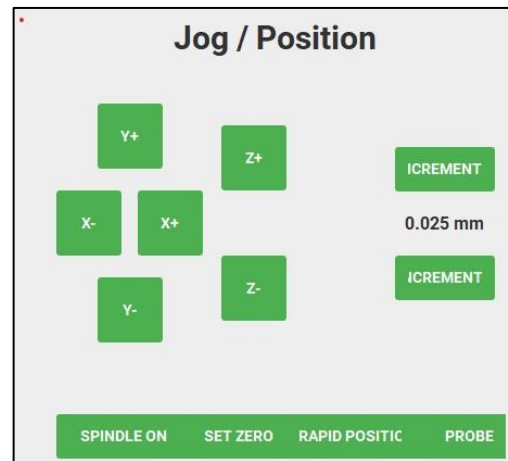 Jog / Position
Y+
Z+
ICREMENT
X-
X+
0.025 mm
Z-
ICREMENT
Y-
SPINDLE ON
SET ZERO
RAPID POSITIC
PROBE